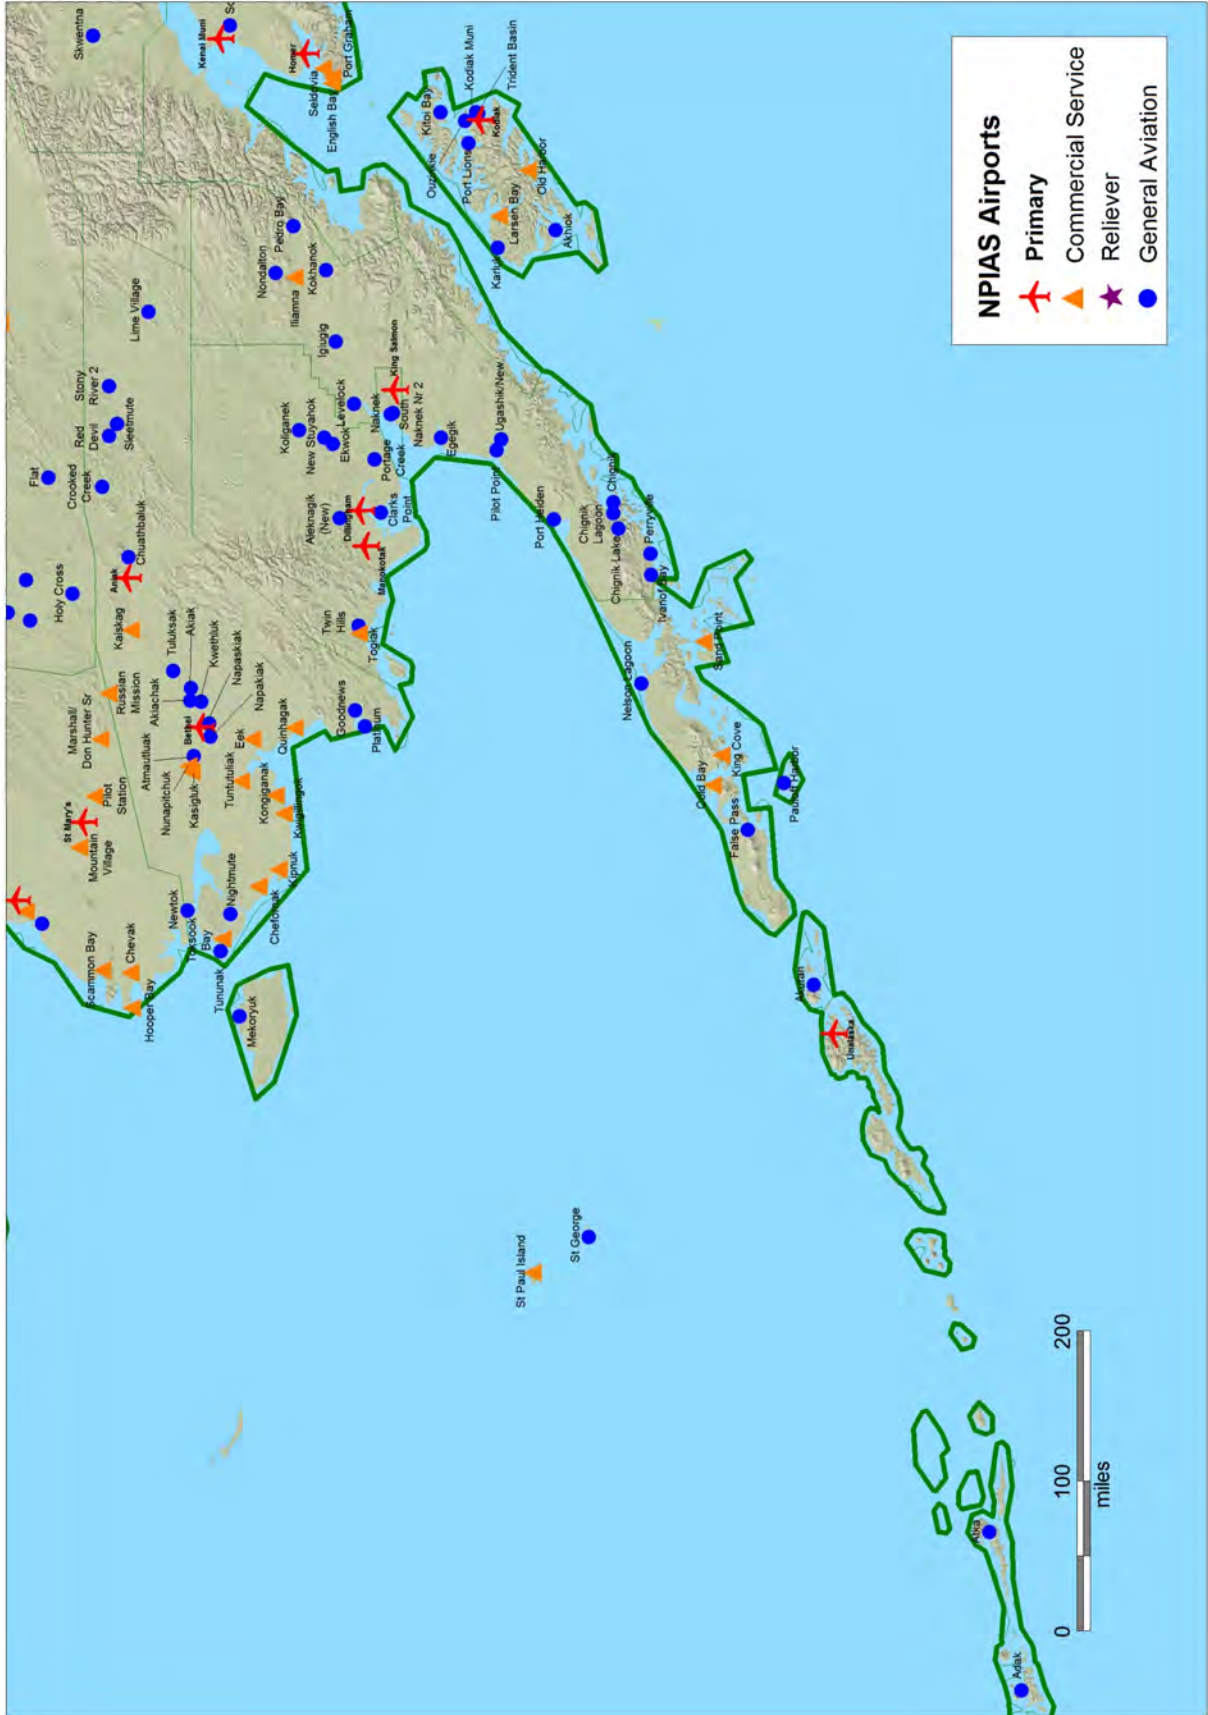 Skwentna
Kenai Muni
So
Homer
Seldovia
Port Graham
English Bay
Kitoi Bay
Kodiak Muni
Trident Basin
Ouzinkie
Port Lions
Kodiak
Old Harbor
Larsen Bay
Karluk
Akhiok
Pedro Bay
Nondalton
Iliamna
Kokhanok
Lime Village
Igiugig
King Salmon
Stony
River 2
Red
Devil
Sleetmute
Levelock
Koliganek
New Stuyahok
Ekwok
Naknek
South
Naknek Nr 2
Portage
Creek
Egegik
Ugashik/New
Pilot Point
Flat
Crooked
Creek
Aleknagik
(New)
Dillingham
Clarks
Point
Manokotak
Port Heiden
Chignik
Chignik
Lagoon
Chignik Lake
Perryville
Ivanof Bay
Chuathbaluk
Aniak
Holy Cross
Kalskag
Twin
Hills
Togiak
Sand Point
Nelson Lagoon
Tuluksak
Akiak
Kwethluk
Napaskiak
Napakiak
Akiachak
Russian
Mission
Marshall/
Don Hunter Sr
Bethel
Atmautluak
Nunapitchuk
Kasigluk
Eek
Quinhagak
Goodnews
Platinum
Tuntutuliak
Kongiganak
Kwigillingok
Pilot
Station
St Mary's
Mountain
Village
Kipnuk
Chefornak
Nightmute
Newtok
Toksook
Bay
Tununak
Mekoryuk
Scammon Bay
Chevak
Hooper Bay
King Cove
Cold Bay
False Pass
Pauloff Harbor
Akutan
Unalaska
St George
St Paul Island
Atka
Adak
0 100 200
miles
NPIAS Airports
Primary
Commercial Service
Reliever
General Aviation